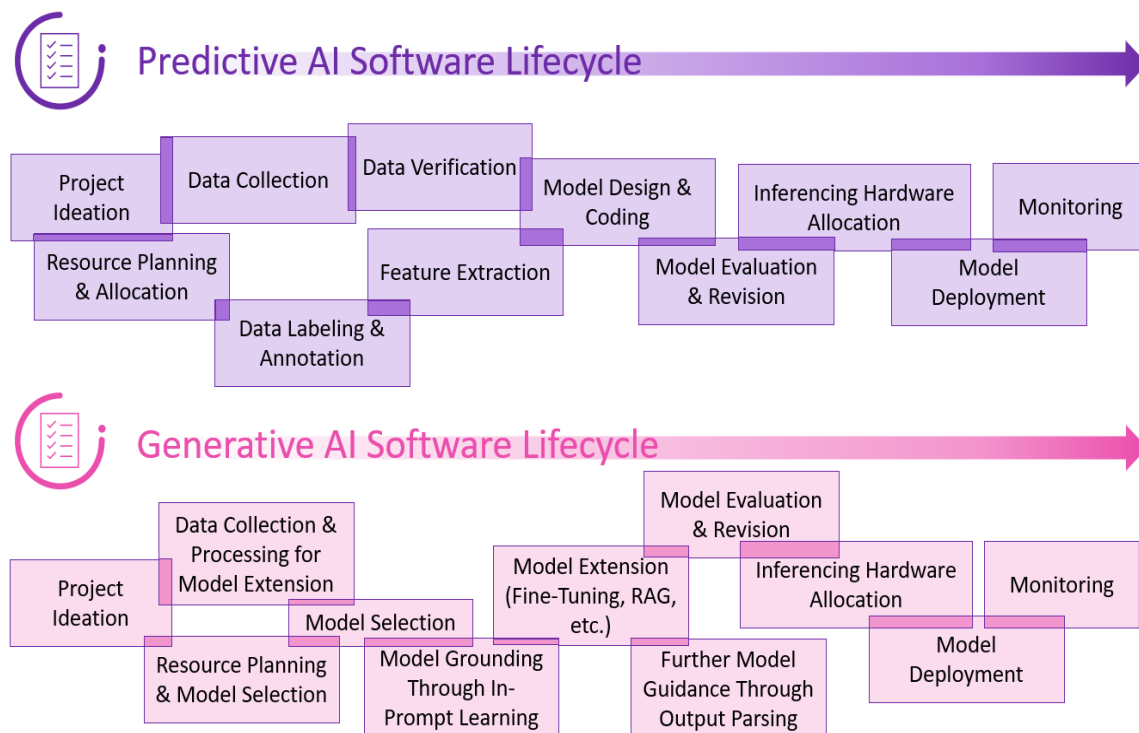 Predictive AI Software Lifecycle
Project
Ideation
Resource Planning
& Allocation
Data Collection
Data Labeling &
Annotation
Data Verification
Feature Extraction
Model Design &
Coding
Model Evaluation
& Revision
Inferencing Hardware
Allocation
Model
Deployment
Monitoring
Generative AI Software Lifecycle
Project
Ideation
Data Collection &
Processing for
Model Extension
Resource Planning
& Model Selection
Model Selection
Model Grounding
Through In-
Prompt Learning
Model Extension
(Fine-Tuning, RAG,
etc.)
Model Evaluation
& Revision
Further Model
Guidance Through
Output Parsing
Inferencing Hardware
Allocation
Model
Deployment
Monitoring